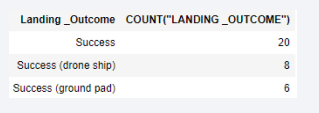 Landing _Outcome COUNT("LANDING _OUTCOME")
Success 20
Success (drone ship) 8
Success (ground pad) 6